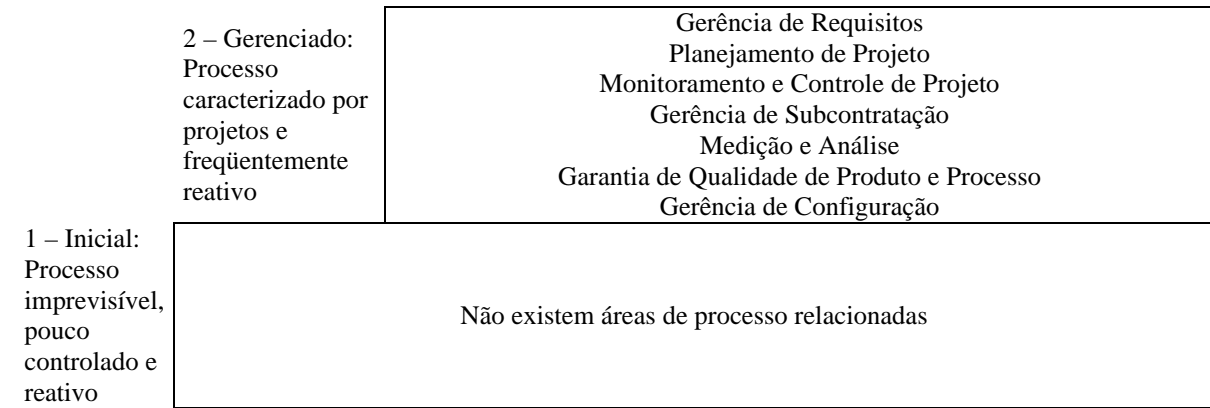 2 – Gerenciado:
Processo
caracterizado por
projetos e
freqüentemente
reativo
Gerência de Requisitos
Planejamento de Projeto
Monitoramento e Controle de Projeto
Gerência de Subcontratação
Medição e Análise
Garantia de Qualidade de Produto e Processo
Gerência de Configuração
1 – Inicial:
Processo
imprevisível,
pouco
controlado e
reativo
Não existem áreas de processo relacionadas